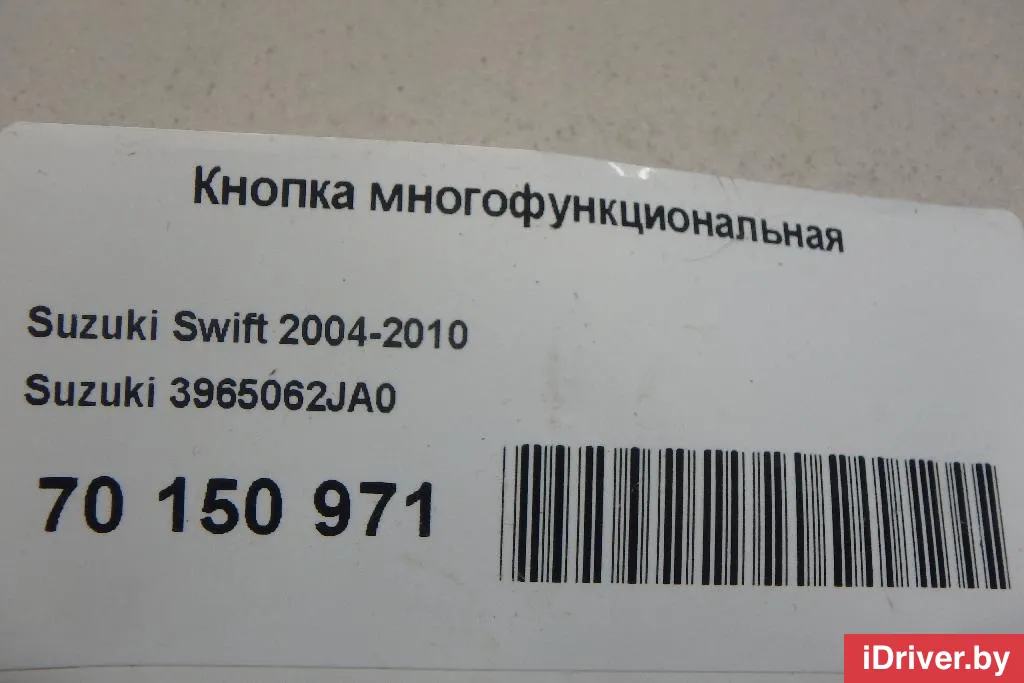 Кнопка многофункциональная
Suzuki Swift 2004-2010
Suzuki 3965062JA0
70 150 971
iDriver.by